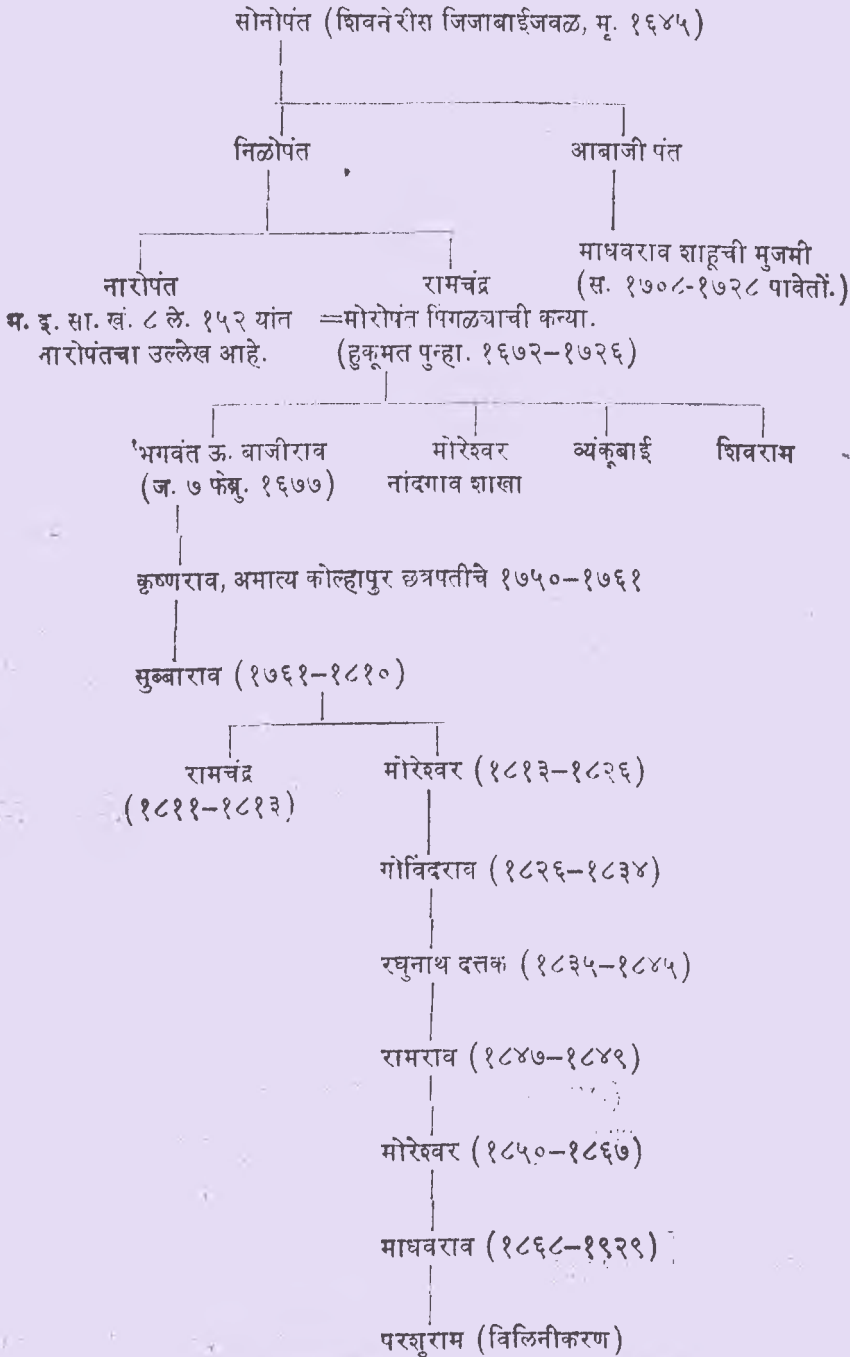 सोनोपंत (शिवनेरीस जिजाबाईजवळ, मृ. १६४५)
निळोपंत आबाजी पंत
माधवराव शाहूची मुजमी
(स. १७०८-१७२८ पावेतों.)
नारोपंत रामचंद्र
म. इ. सा. खं. ८ ले. १५२ यांत =मोरोपंत पिंगळ्याची कन्या.
नारोपंतचा उल्लेख आहे. (हुकूमत पुन्हा. १६७२–१७२६)
भगवंत ऊ. बाजीराव मोरेश्वर व्यंकूबाई शिवराम
(ज. ७ फेब्रु. १६७७) नांदगाव शाखा
कृष्णराव, अमात्य कोल्हापुर छत्रपतीचे १७५०–१७६१
सुब्बाराव (१७६१–१८१०)
रामचंद्र मोरेश्वर (१८१३–१८२६)
(१८११–१८१३)
गोविंदराव (१८२६–१८३४)
रघुनाथ दत्तक (१८३५–१८४५)
रामराव (१८४७–१८४९)
मोरेश्वर (१८५०–१८६७)
माधवराव (१८६८–१९२९)
परशुराम (विलिनीकरण)